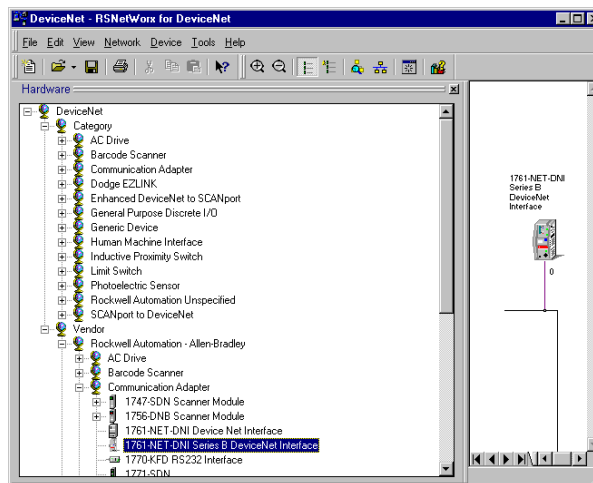 DeviceNet - RSNetWorx for DeviceNet
File Edit View Network Device Tools Help
Hardware
DeviceNet
Category
AC Drive
Barcode Scanner
Communication Adapter
Dodge EZLINK
Enhanced DeviceNet to SCANport
General Purpose Discrete I/O
Generic Device
Human Machine Interface
Inductive Proximity Switch
Limit Switch
Photoelectric Sensor
Rockwell Automation Unspecified
SCANport to DeviceNet
Vendor
Rockwell Automation - Allen-Bradley
AC Drive
Barcode Scanner
Communication Adapter
1747-SDN Scanner Module
1756-DNB Scanner Module
1761-NET-DNI Device Net Interface
1761-NET-DNI Series B DeviceNet Interface
1770-KFD RS232 Interface
1771-SDN
1761-NET-DNI
Series B
DeviceNet
Interface
0